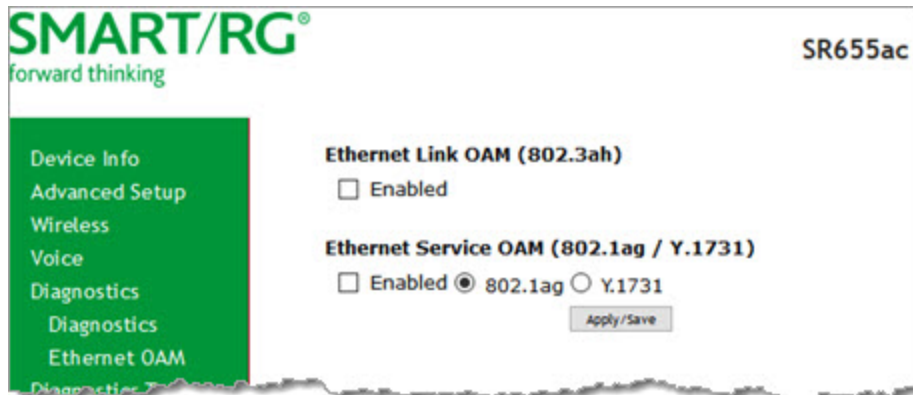 SMART/RG®
forward thinking
SR655ac
Device Info
Advanced Setup
Wireless
Voice
Diagnostics
Diagnostics
Ethernet OAM
Diagnostics
Ethernet Link OAM (802.3ah)
Enabled
Ethernet Service OAM (802.1ag / Y.1731)
Enabled 802.1ag Y.1731
Apply/Save